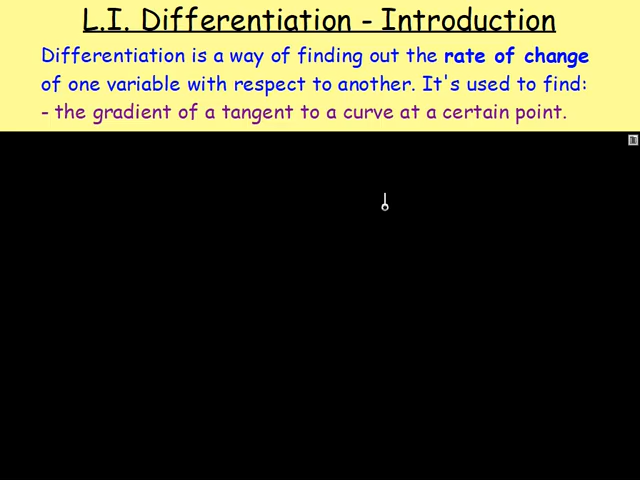 L.I. Differentiation - Introduction
Differentiation is a way of finding out the rate of change
of one variable with respect to another. It's used to find:
- the gradient of a tangent to a curve at a certain point.